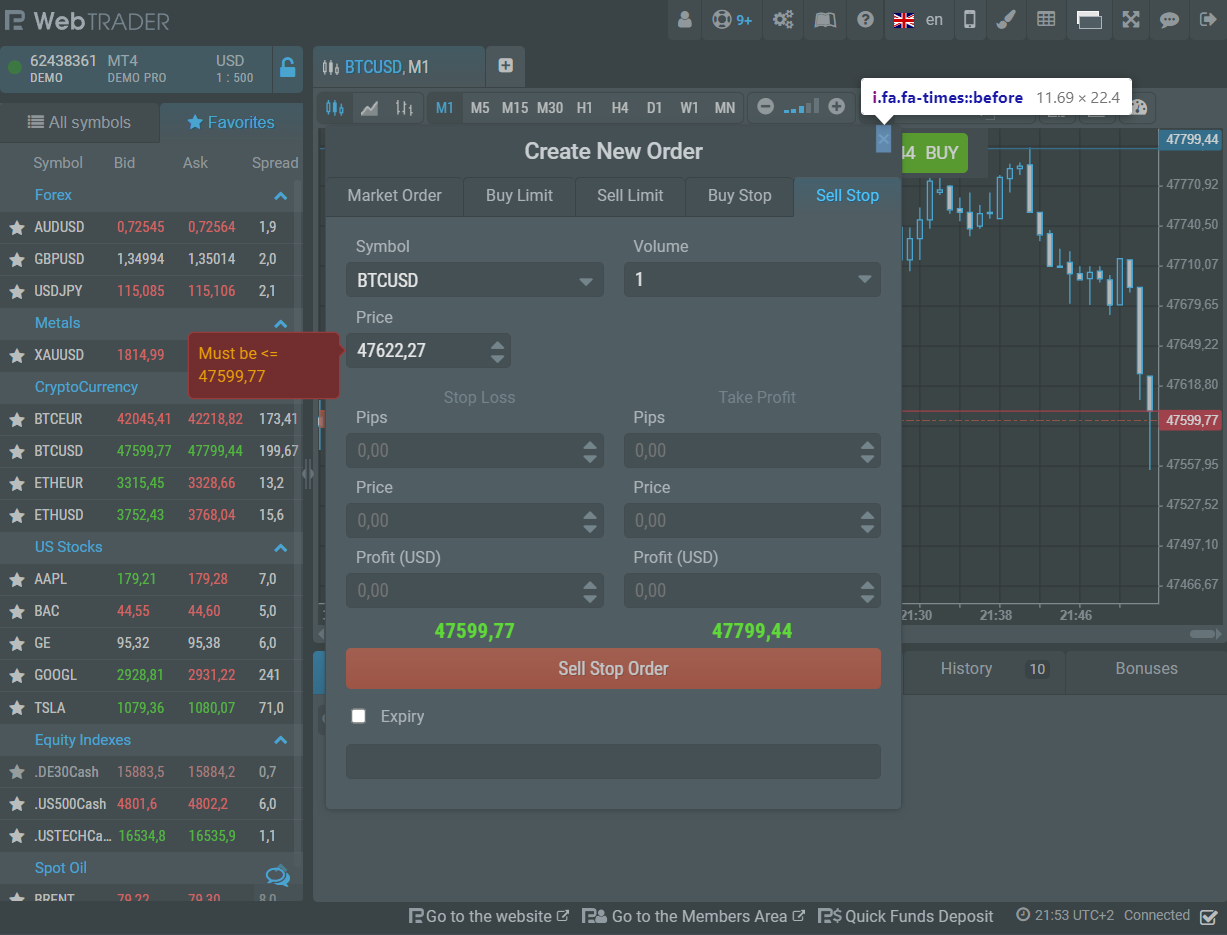 WebTRADER
9+
en
62438361 MT4 USD
DEMO DEMO PRO 1 : 500
BTCUSD, M1
i.fa.fa-times::before 11.69 × 22.4
All symbols Favorites
M1 M5 M15 M30 H1 H4 D1 W1 MN
Symbol Bid Ask Spread
Forex
AUDUSD 0,72545 0,72564 1,9
GBPUSD 1,34994 1,35014 2,0
USDJPY 115,085 115,106 2,1
Metals
XAUUSD 1814,99
CryptoCurrency
BTCEUR 42045,41 42218,82 173,41
BTCUSD 47599,77 47799,44 199,67
ETHEUR 3315,45 3328,66 13,2
ETHUSD 3752,43 3768,04 15,6
US Stocks
AAPL 179,21 179,28 7,0
BAC 44,55 44,60 5,0
GE 95,32 95,38 6,0
GOOGL 2928,81 2931,22 241
TSLA 1079,36 1080,07 71,0
Equity Indexes
.DE30Cash 15883,5 15884,2 0,7
.US500Cash 4801,6 4802,2 6,0
.USTECHCa... 16534,8 16535,9 1,1
Spot Oil
BRENT 79,22 79,30 8,0
Create New Order
Market Order Buy Limit Sell Limit Buy Stop Sell Stop
Symbol Volume
BTCUSD 1
Price
47622,27
Must be <=
47599,77
Stop Loss Take Profit
Pips Pips
0,00 0,00
Price Price
0,00 0,00
Profit (USD) Profit (USD)
0,00 0,00
47599,77 47799,44
Sell Stop Order
Expiry
44 BUY
47799,44
47770,92
47740,50
47710,07
47679,65
47649,22
47618,80
47599,77
47557,95
47527,52
47497,10
47466,67
21:30 21:38 21:46
History 10 Bonuses
Go to the website Go to the Members Area Quick Funds Deposit 21:53 UTC+2 Connected